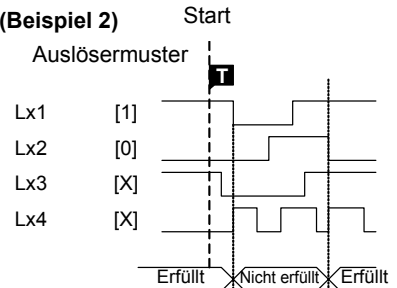 (Beispiel 2) Start
Auslösermuster
T
Lx1 [1]
Lx2 [0]
Lx3 [X]
Lx4 [X]
Erfüllt Nicht erfüllt Erfüllt